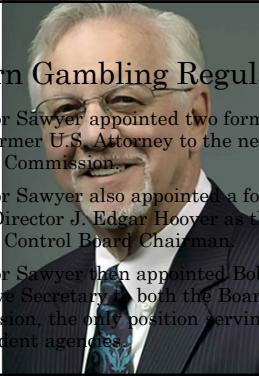 rn Gambling Regul
or Sawyer appointed two form
rmer U.S. Attorney to the ne
Commission.
or Sawyer also appointed a fo
Director J. Edgar Hoover as t
Control Board Chairman.
or Sawyer then appointed Bo
ve Secretary to both the Boar
sion, the only position servin
dent agencies.